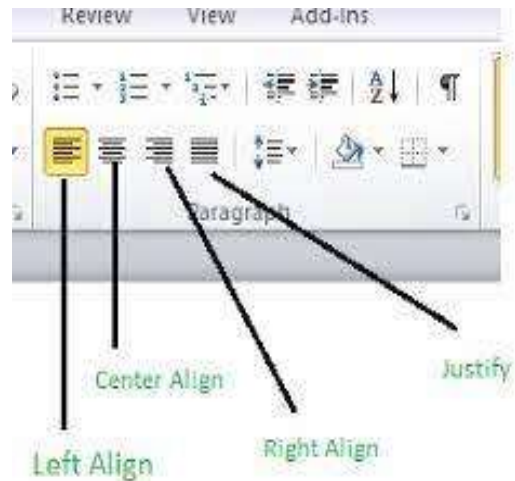 Review View Add-Ins
Paragraph
Center Align
Justify
Right Align
Left Align